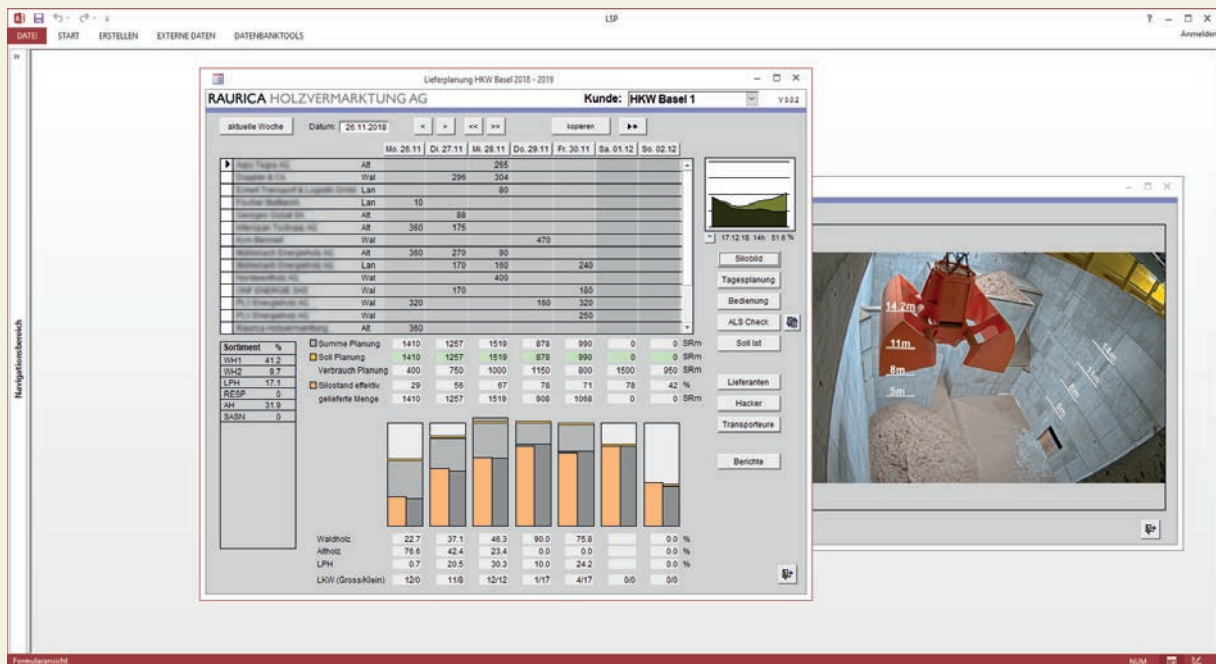 LSP
?
DATEI START ERSTELLEN EXTERNE DATEN DATENBANKTOOLS
Anmelden
»
Navigationsbereich
Lieferplanung HKW Basel 2018 - 2019
RAURICA HOLZVERMARKTUNG AG
Kunde: HKW Basel 1
V 3.0.2
aktuelle Woche Datum: 26.11.2018 < > << >> kopieren
Mo. 26.11 Di. 27.11 Mi. 28.11 Do. 29.11 Fr. 30.11 Sa. 01.12 So. 02.12
Alt 265
Wal 296 304
Lan 80
Lan 10
Alt 88
Alt 360 175
Wal 470
Alt 360 270 90
Lan 170 160 240
Wal 400
Wal 170 180
Wal 320 160 320
Wal 250
Alt 360
17.12.18 14h 51.6 %
Silobild
Tagesplanung
Bedienung
ALS Check
Soll Ist
Lieferanten
Hacker
Transporteure
Berichte
Sortiment %
WH1 41.2
WH2 9.7
LPH 17.1
RESP 0
AH 31.9
SASN 0
Summe Planung 1410 1257 1519 878 990 0 0 SRm
Soll Planung 1410 1257 1519 878 990 0 0 SRm
Verbrauch Planung 400 750 1000 1150 800 1500 950 SRm
Silostand effektiv 29 56 67 78 71 78 42 %
gelieferte Menge 1410 1257 1519 908 1068 0 0 SRm
Waldholz 22.7 37.1 46.3 90.0 75.8 0.0 %
Altholz 76.6 42.4 23.4 0.0 0.0 0.0 %
LPH 0.7 20.5 30.3 10.0 24.2 0.0 %
LKW (Gross/Klein) 12/0 11/8 12/12 1/17 4/17 0/0 0/0
14.2m
11m
8m
5m
14m
11m
8m
5m
Formularansicht
NUM